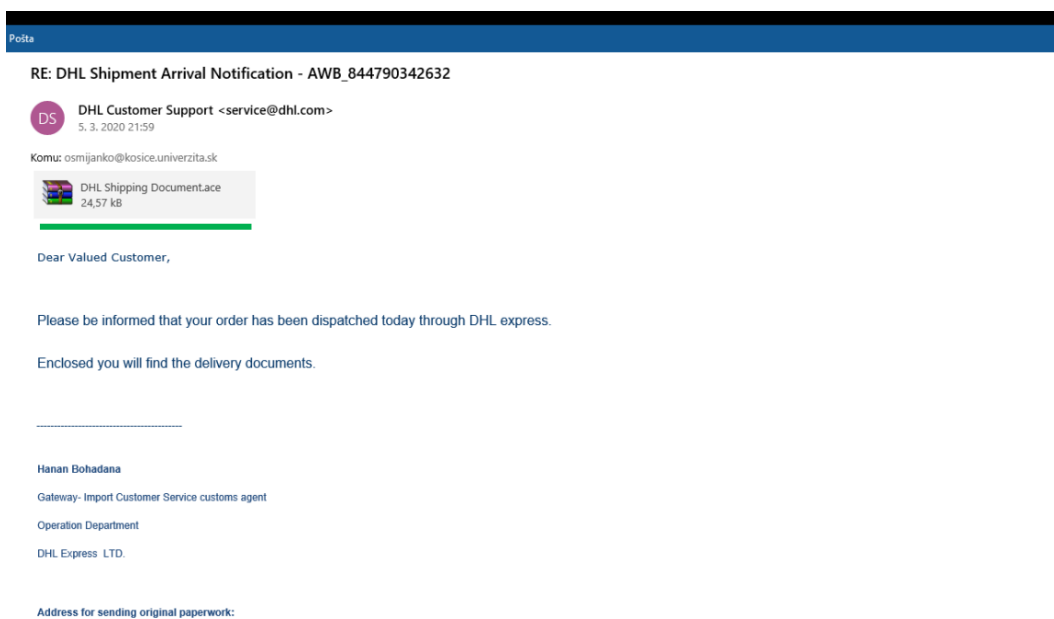 Pošta
RE: DHL Shipment Arrival Notification - AWB_844790342632
DS
DHL Customer Support <service@dhl.com>
5. 3. 2020 21:59
Komu: osmijanko@kosice.univerzita.sk
DHL Shipping Document.ace
24,57 kB
Dear Valued Customer,
Please be informed that your order has been dispatched today through DHL express.
Enclosed you will find the delivery documents.
------------------------------------------
Hanan Bohadana
Gateway- Import Customer Service customs agent
Operation Department
DHL Express LTD.
Address for sending original paperwork: